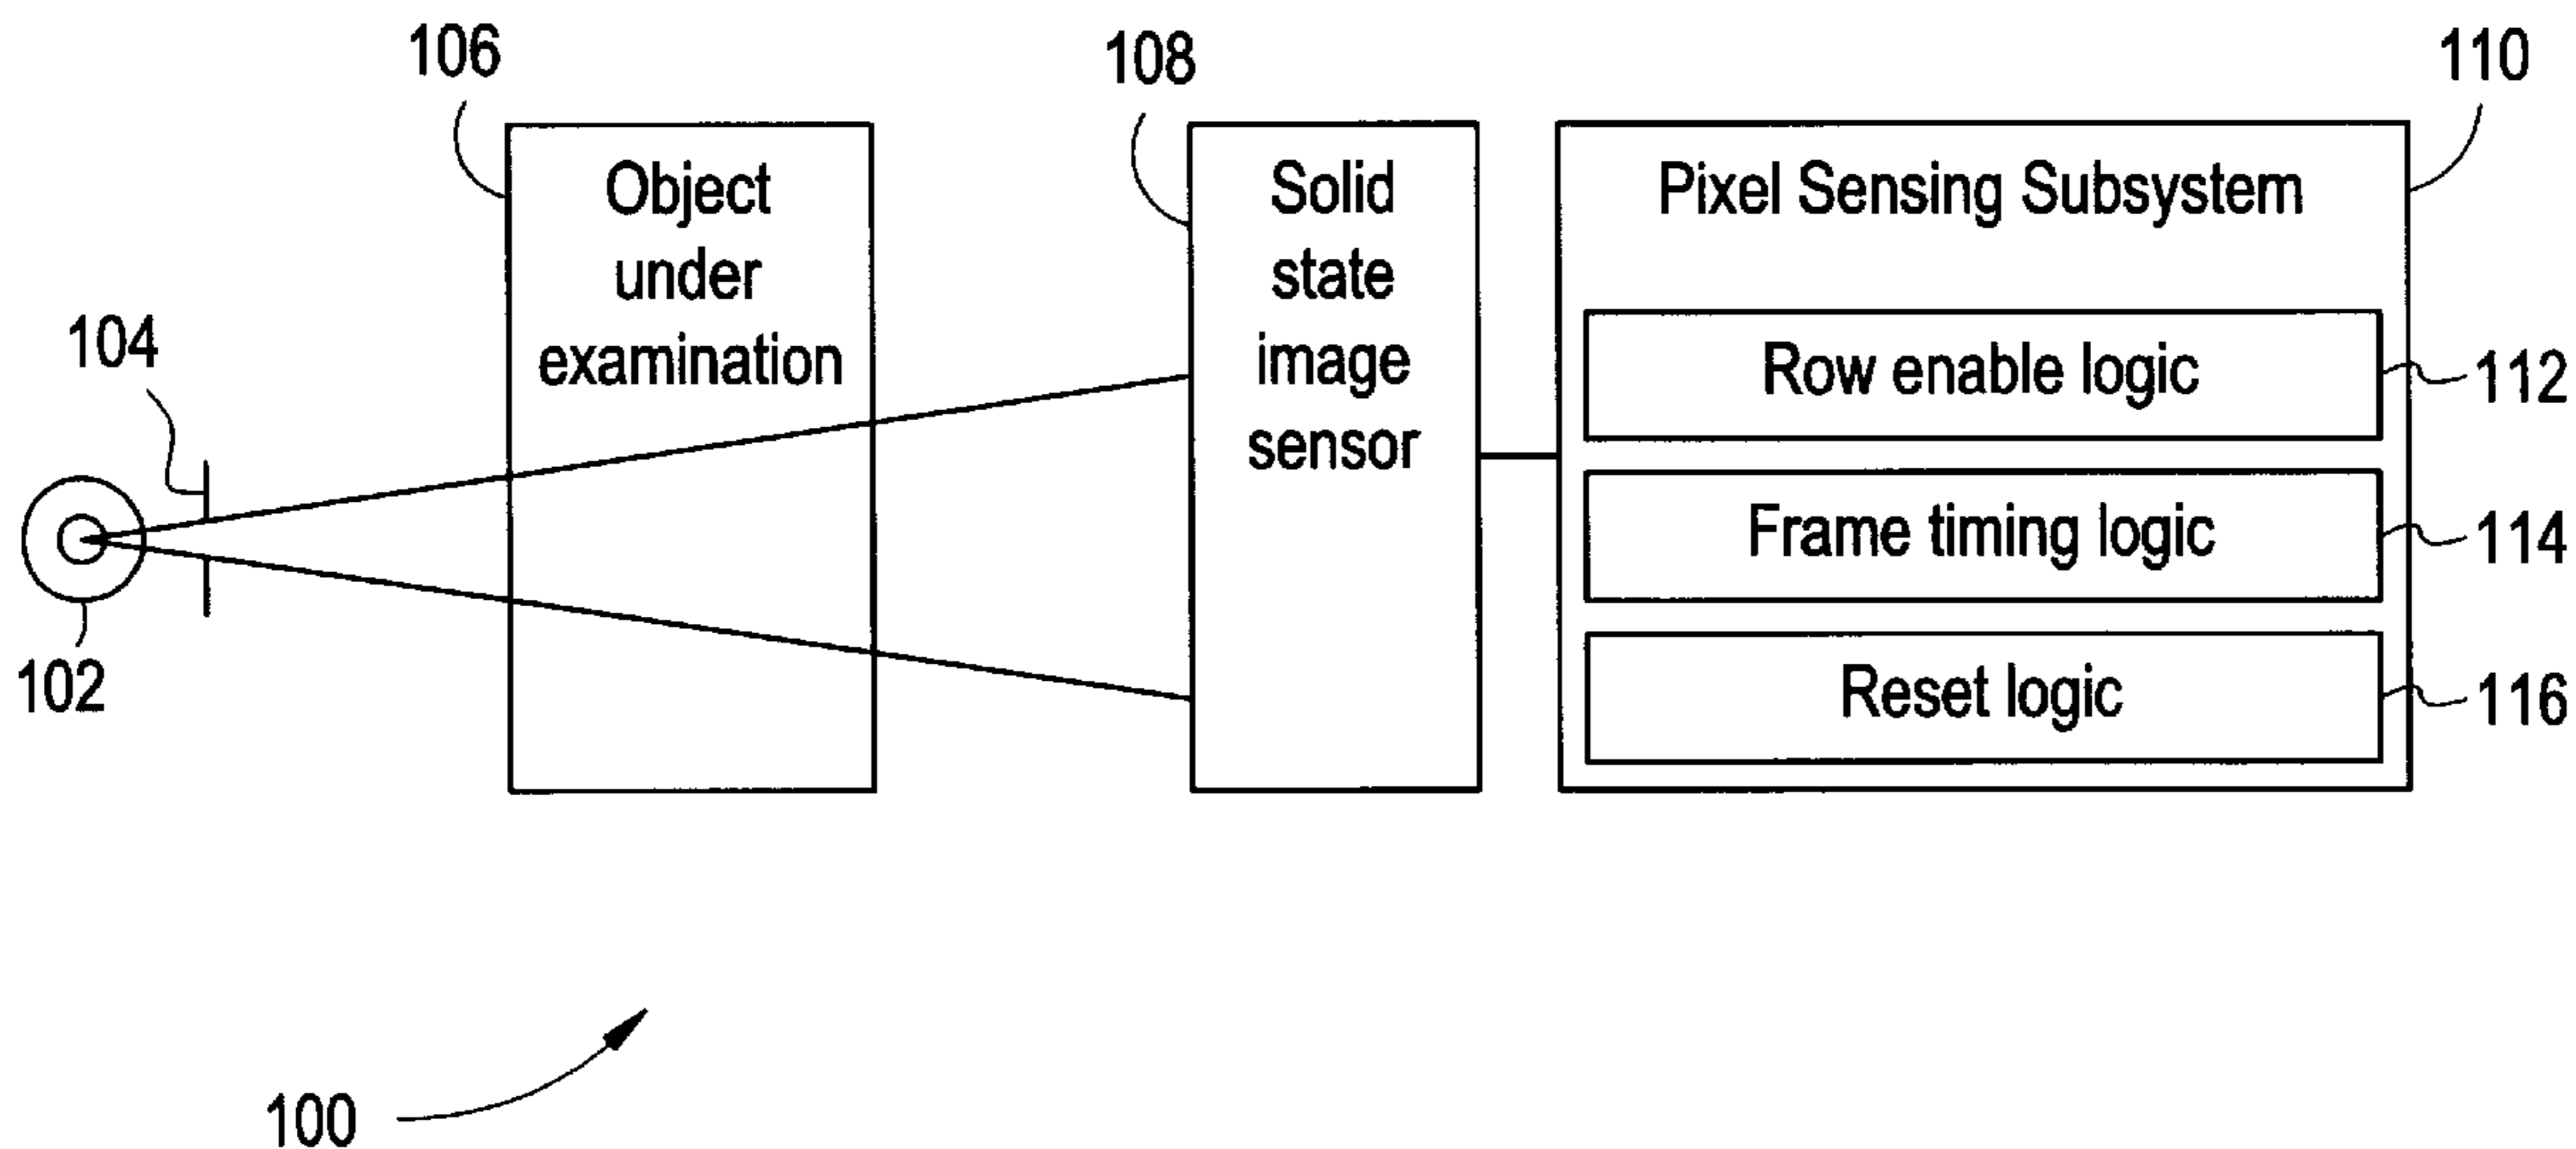 106
108
110
Object
under
examination
Solid
state
image
sensor
Pixel Sensing Subsystem
Row enable logic
112
Frame timing logic
114
Reset logic
116
104
102
100